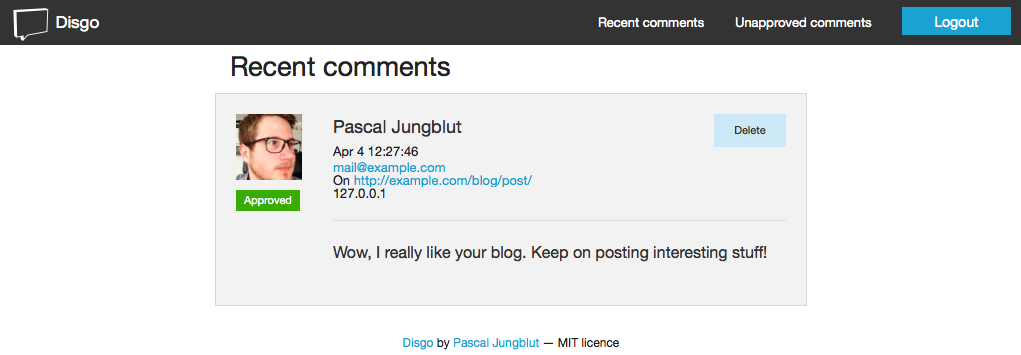 Disgo
Recent comments
Unapproved comments
Logout
Recent comments
Pascal Jungblut
Delete
Apr 4 12:27:46
mail@example.com
On http://example.com/blog/post/
127.0.0.1
Approved
Wow, I really like your blog. Keep on posting interesting stuff!
Disgo by Pascal Jungblut — MIT licence